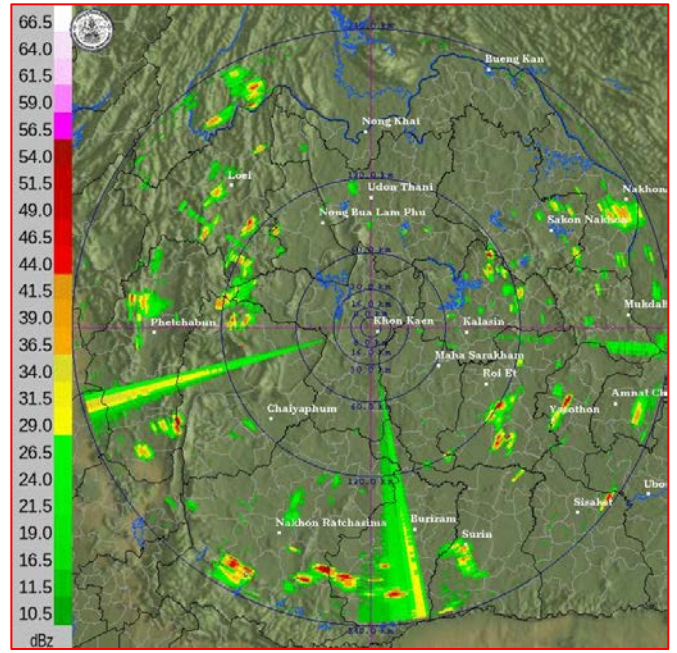 66.5
64.0
61.5
59.0
56.5
54.0
51.5
49.0
46.5
44.0
41.5
39.0
36.5
34.0
31.5
29.0
26.5
24.0
21.5
19.0
16.5
11.5
10.5
dBz
Bueng Kan
Nong Khai
Loei
Udon Thani
Nong Bua Lam Phu
Nakhon
Sakon Nakhon
Mukdah
Phetchabun
Khon Kaen
Kalasin
Maha Sarakham
Roi Et
Chaiyaphum
Yasothon
Amnat Ch
Nakhon Ratchasima
Buriram
Surin
Sisaket
Ubo